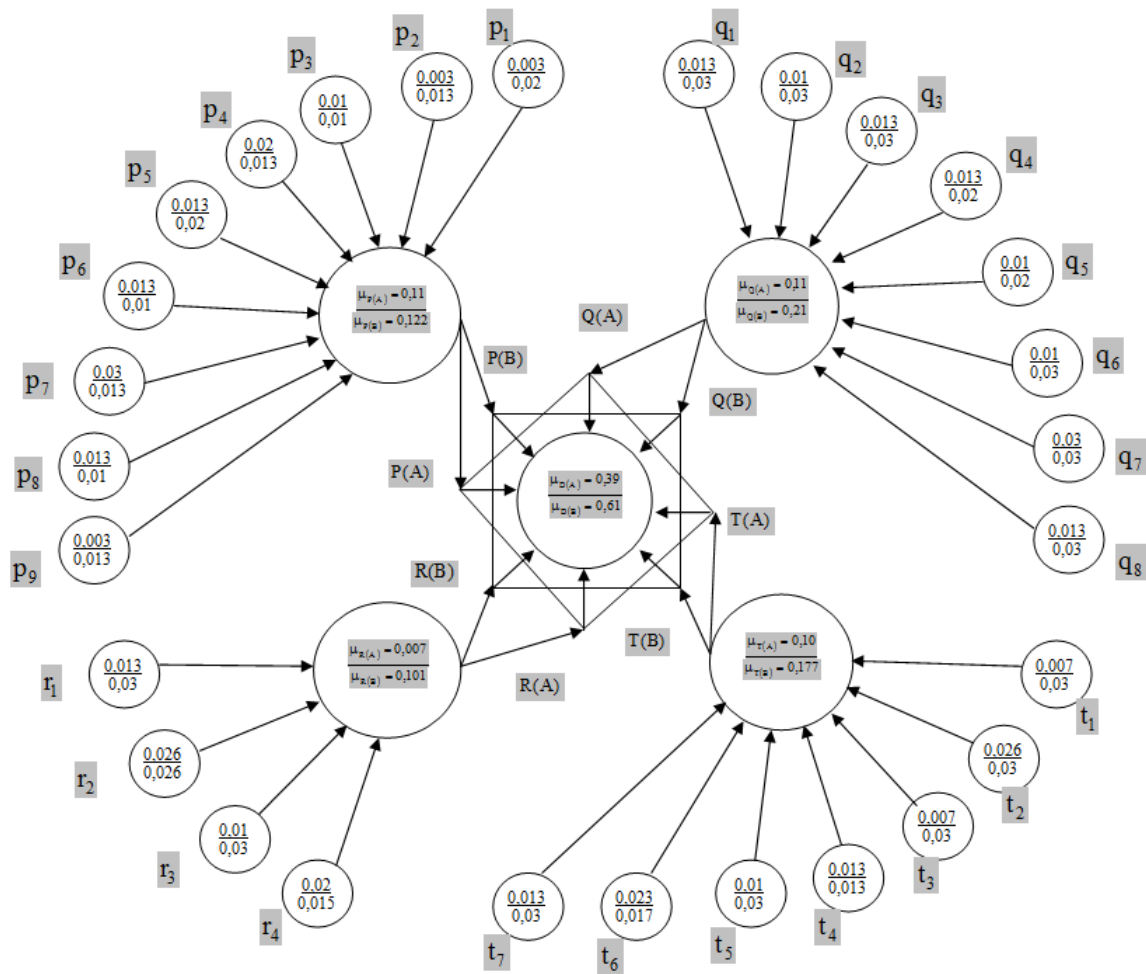 p₁
0,003
0,02
p₂
0,003
0,013
p₃
0,01
0,01
p₄
0,02
0,013
p₅
0,013
0,02
p₆
0,013
0,01
p₇
0,03
0,013
p₈
0,013
0,01
p₉
0,003
0,013
μP(A) = 0,11
μP(B) = 0,122
q₁
0,013
0,03
q₂
0,01
0,03
q₃
0,013
0,03
q₄
0,013
0,02
q₅
0,01
0,02
q₆
0,01
0,03
q₇
0,03
0,03
q₈
0,013
0,03
μQ(A) = 0,11
μQ(B) = 0,21
Q(A)
P(B)
Q(B)
P(A)
μD(A) = 0,39
μD(B) = 0,61
T(A)
R(B)
T(B)
R(A)
μR(A) = 0,007
μR(B) = 0,101
r₁
0,013
0,03
r₂
0,026
0,026
r₃
0,01
0,03
r₄
0,02
0,015
μT(A) = 0,10
μT(B) = 0,177
0,007
0,03
t₁
0,026
0,03
t₂
0,007
0,03
t₃
0,013
0,013
t₄
0,01
0,03
t₅
0,023
0,017
t₆
0,013
0,03
t₇